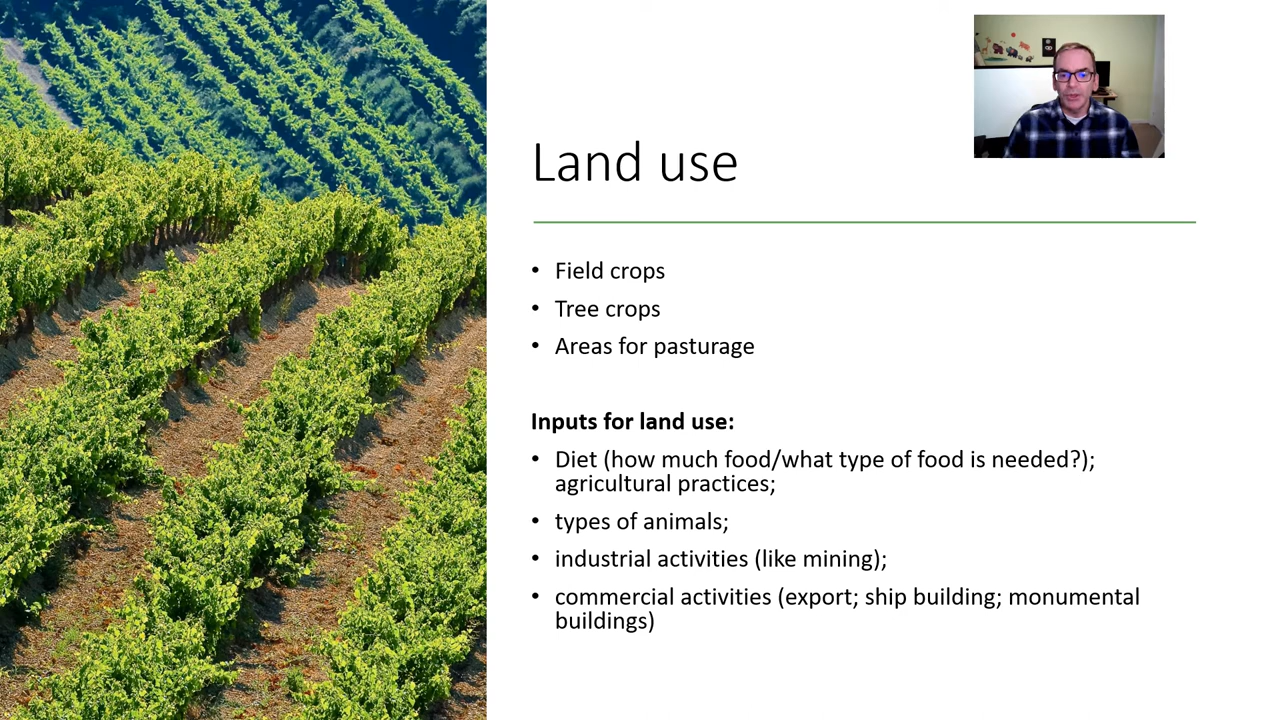 Land use
• Field crops
• Tree crops
• Areas for pasturage
Inputs for land use:
• Diet (how much food/what type of food is needed?);
agricultural practices;
• types of animals;
• industrial activities (like mining);
• commercial activities (export; ship building; monumental
buildings)